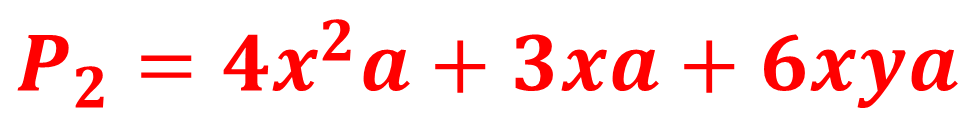 P₂ = 4x²a + 3xa + 6xya